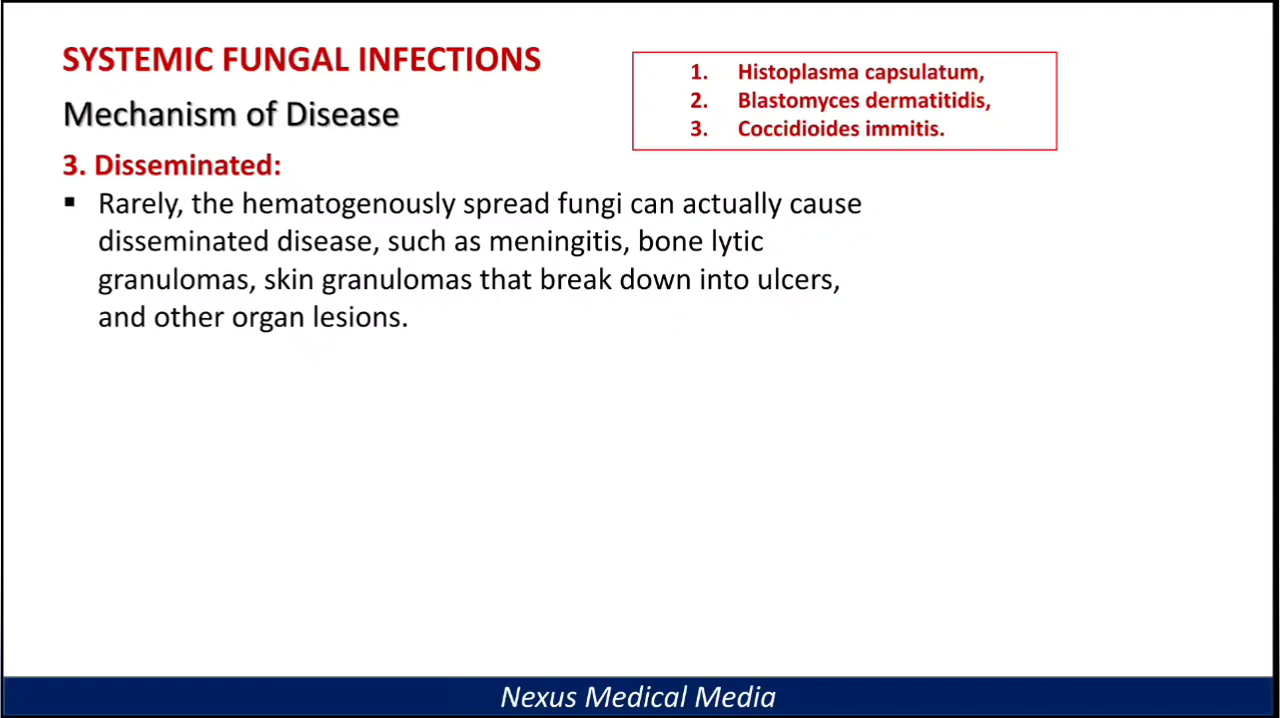 SYSTEMIC FUNGAL INFECTIONS
Mechanism of Disease
1. Histoplasma capsulatum,
2. Blastomyces dermatitidis,
3. Coccidioides immitis.
3. Disseminated:
▪ Rarely, the hematogenously spread fungi can actually cause
disseminated disease, such as meningitis, bone lytic
granulomas, skin granulomas that break down into ulcers,
and other organ lesions.
Nexus Medical Media